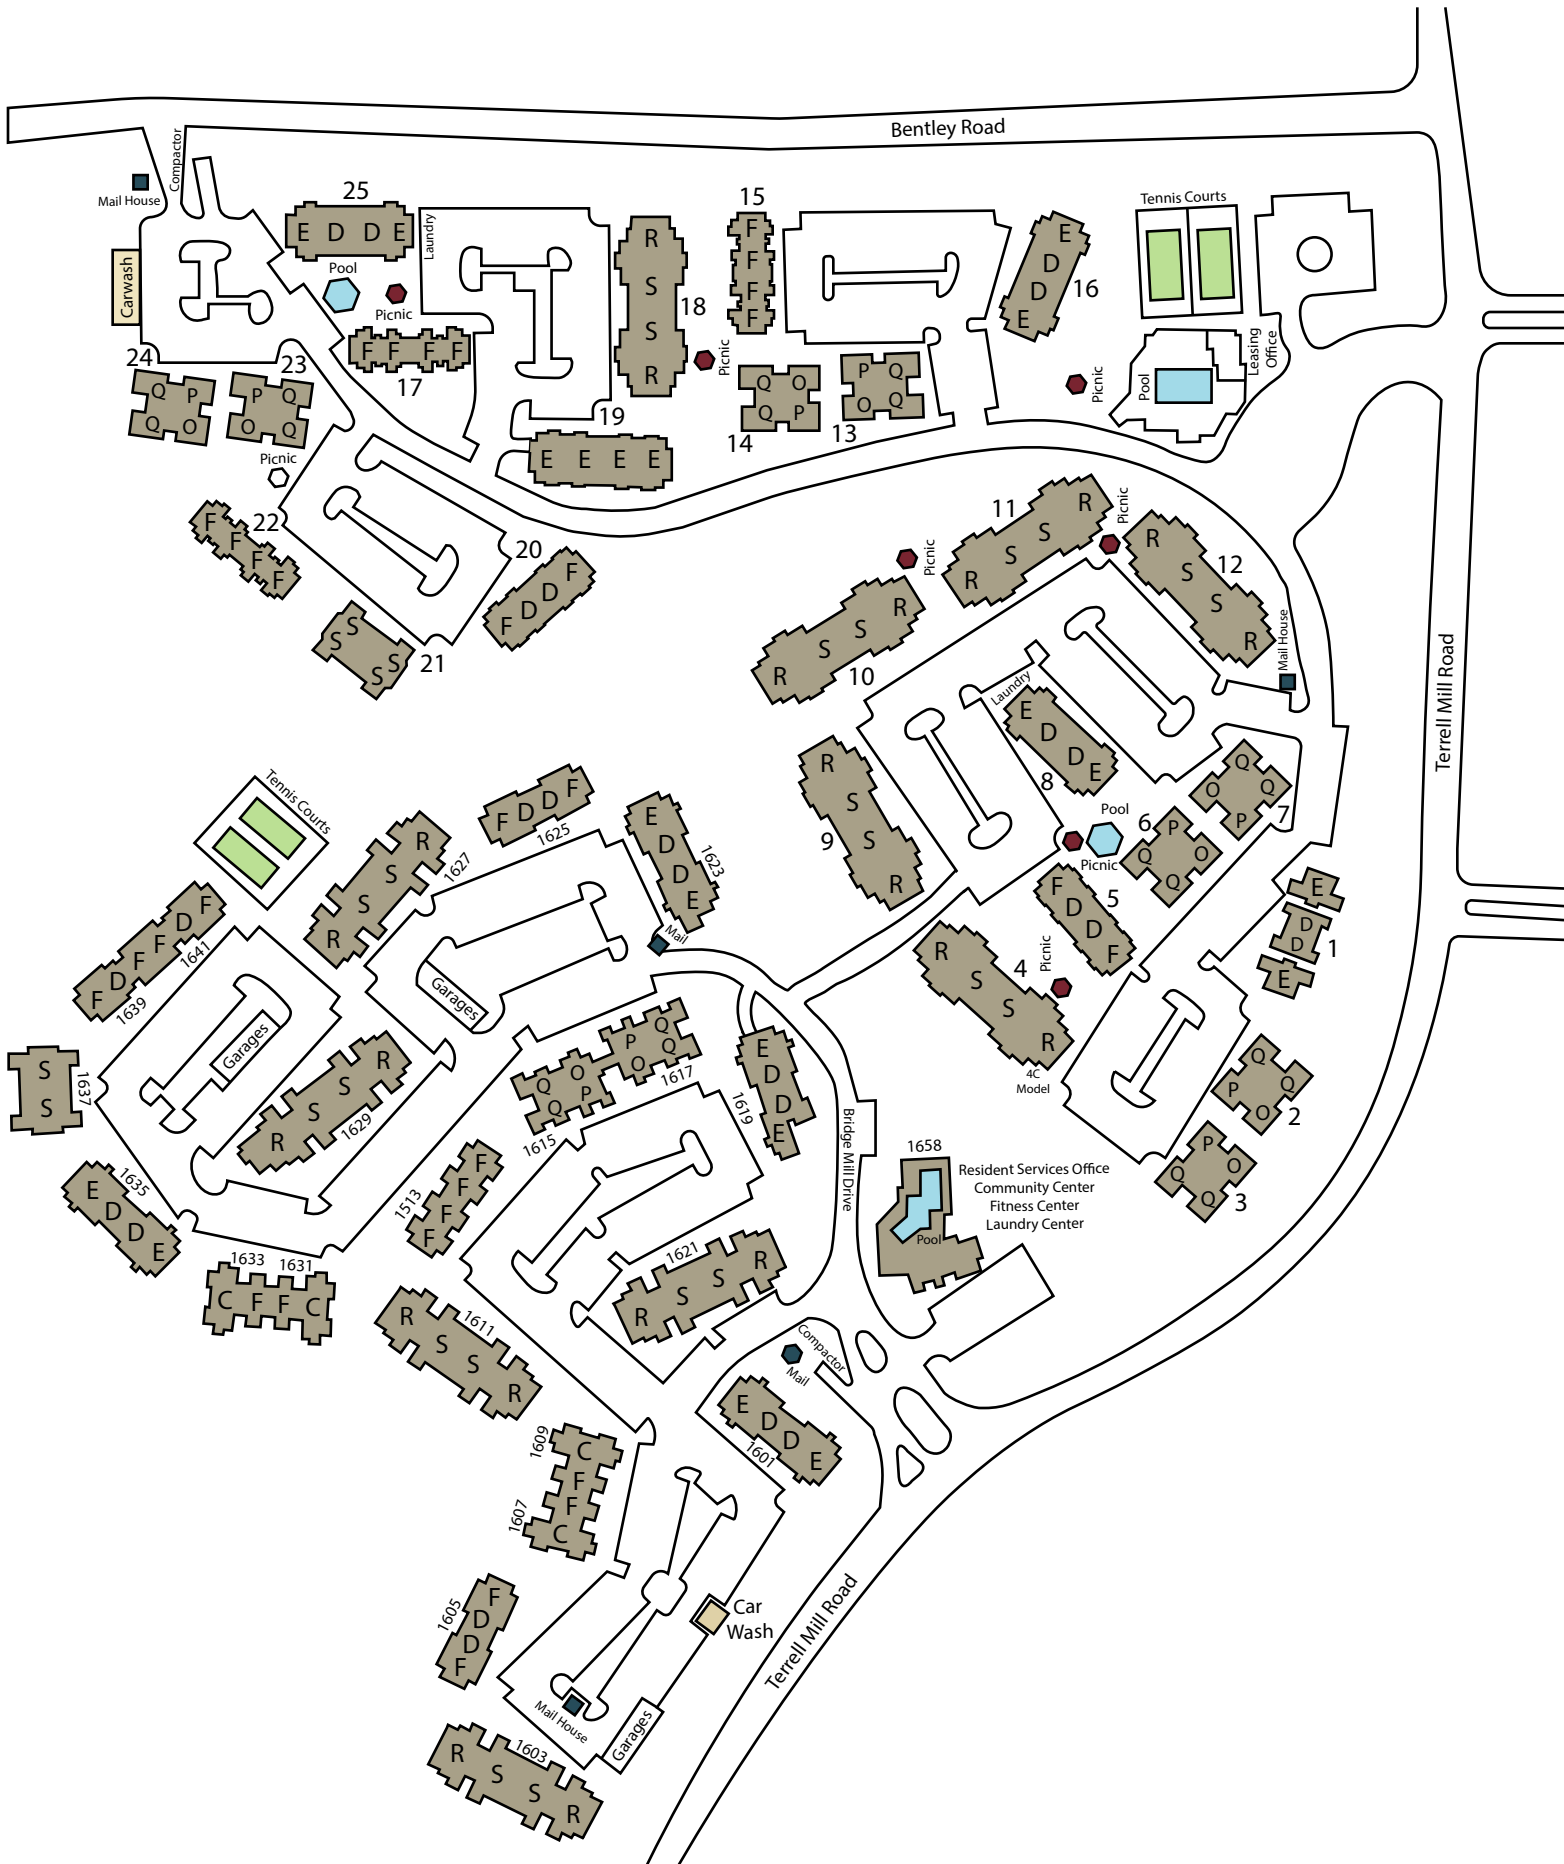 Bentley Road
Compactor
Mail House
Carwash
25
E D D E
Pool
Picnic
Laundry
F F F F
17
24
Q P
Q O
23
P Q
O Q
Picnic
R
S
S
R
18
15
F
F
F
F
Picnic
19
E E E E
Q O
Q P
14
P Q
O Q
13
E
D
D
E
16
Tennis Courts
Picnic
Pool
Leasing
Office
22
F
F
F
F
20
F
D
D
F
S
S
S
S
21
11
R
S
S
R
Picnic
Picnic
R
S
S
R
12
R
S
S
R
10
Mail House
Terrell Mill Road
Laundry
E
D
D
E
8
R
S
S
R
9
Q
O Q
P
7
Pool
Picnic
6
P
Q O
Q
5
F
D
D
F
E
D
D
E
1
R
S
S
R
4
Picnic
4C
Model
Q
P Q
O
2
P
Q O
Q
3
Tennis Courts
F D D F
1625
E
D
D
E
1623
Mail
R
S
S
R
1627
F
D
F
F
D
F
1641
1639
Garages
Garages
S
S
1637
R
S
S
R
1629
Q O
Q P
1615
P Q
O Q
1617
E
D
D
E
1619
Bridge Mill Drive
1658
Resident Services Office
Community Center
Fitness Center
Laundry Center
Pool
E
D
D
E
1635
1513
F
F
F
F
1633 1631
C F F C
R
S
S
R
1621
R
S
S
R
1611
Compactor
Mail
E
D
D
E
1601
1609
C
F
F
C
1607
1605
F
D
D
F
Car
Wash
Terrell Mill Road
Mail House
Garages
R
S
S
R
1603